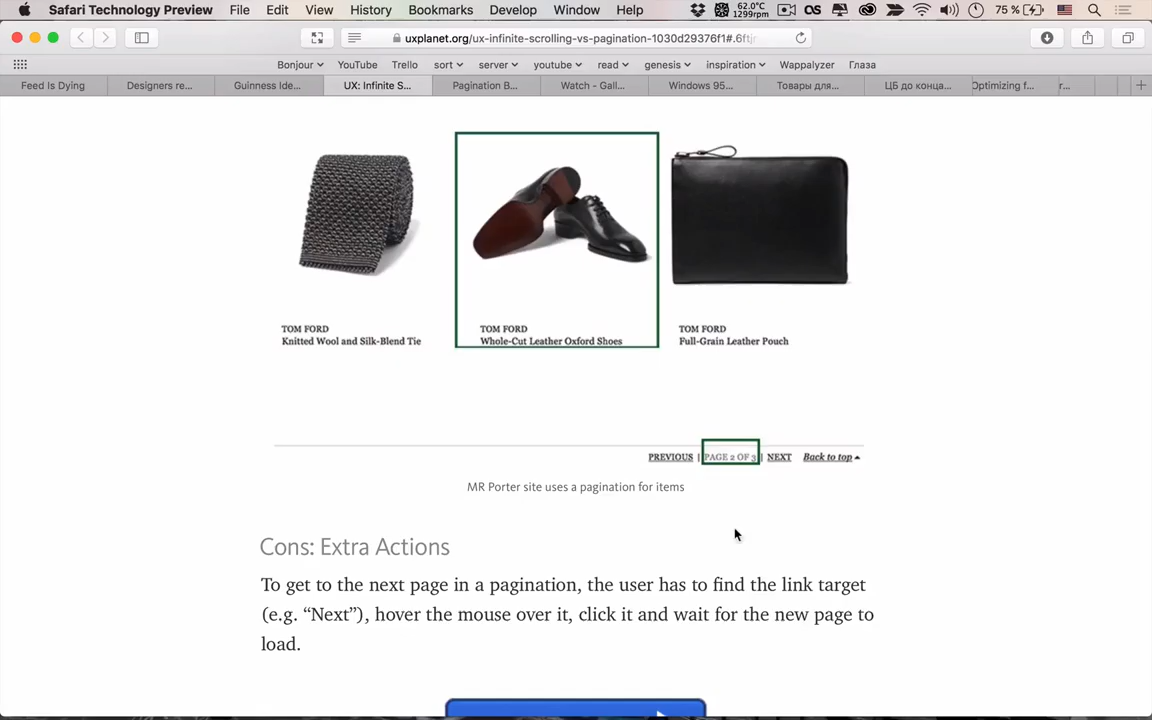 Safari Technology Preview File Edit View History Bookmarks Develop Window Help 62.0°C 1299rpm 75 %
uxplanet.org/ux-infinite-scrolling-vs-pagination-1030d29376f1#.6ftj
Bonjour YouTube Trello sort server youtube read genesis inspiration Wappalyzer Глаза
Feed Is Dying Designers re... Guinness Ide... UX: Infinite S... Pagination B... Watch - Gall... Windows 95... Товары для... ЦБ до конца... Optimizing f... r...
TOM FORD TOM FORD TOM FORD
Knitted Wool and Silk-Blend Tie Whole-Cut Leather Oxford Shoes Full-Grain Leather Pouch
PREVIOUS | PAGE 2 OF 3 | NEXT Back to top
MR Porter site uses a pagination for items
Cons: Extra Actions
To get to the next page in a pagination, the user has to find the link target
(e.g. “Next”), hover the mouse over it, click it and wait for the new page to
load.